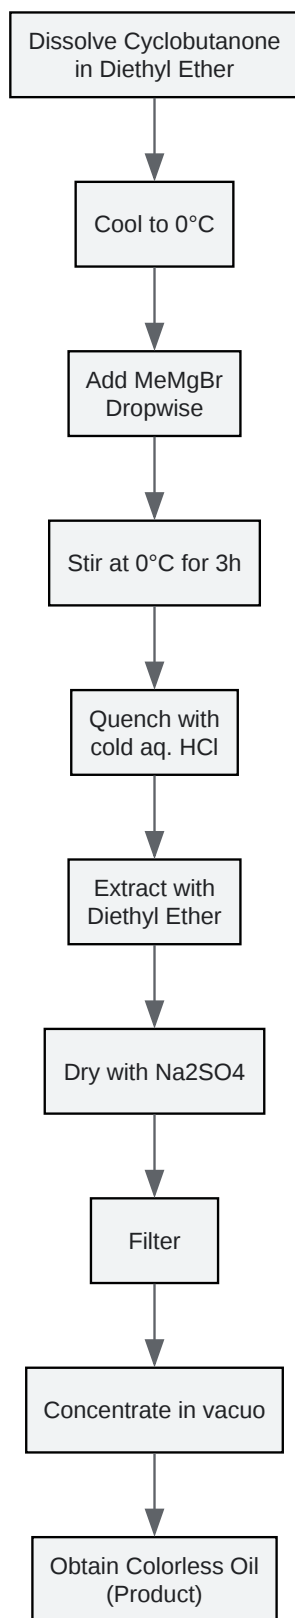 Dissolve Cyclobutanone
in Diethyl Ether
Cool to 0°C
Add MeMgBr
Dropwise
Stir at 0°C for 3h
Quench with
cold aq. HCl
Extract with
Diethyl Ether
Dry with Na2SO4
Filter
Concentrate in vacuo
Obtain Colorless Oil
(Product)